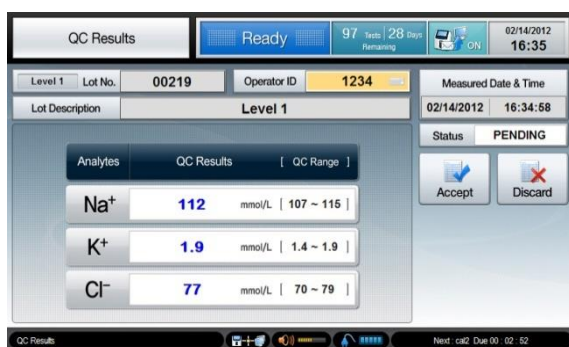 QC Results
Ready
97 Tests 28 Days
Remaining
ON
02/14/2012
16:35
Level 1 Lot No. 00219 Operator ID 1234
Measured Date & Time
Lot Description Level 1
02/14/2012 16:34:58
Status PENDING
Analytes QC Results [ QC Range ]
Accept Discard
Na⁺ 112 mmol/L | 107 ~ 115 |
K⁺ 1.9 mmol/L | 1.4 ~ 1.9 |
Cl⁻ 77 mmol/L | 70 ~ 79 |
QC Results
Next : cal2 Due 00 : 02 : 52